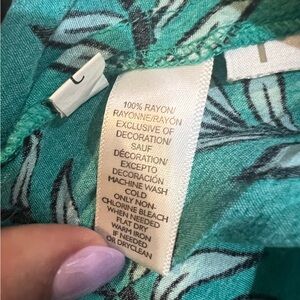 100% RAYON/
RAYONNE/RAYÓN
EXCLUSIVE OF
DECORATION/
SAUF
DÉCORATION/
EXCEPTO
DECORACIÓN
MACHINE WASH
COLD
ONLY NON-
CHLORINE BLEACH
WHEN NEEDED
FLAT DRY
WARM IRON
IF NEEDED
OR DRYCLEAN